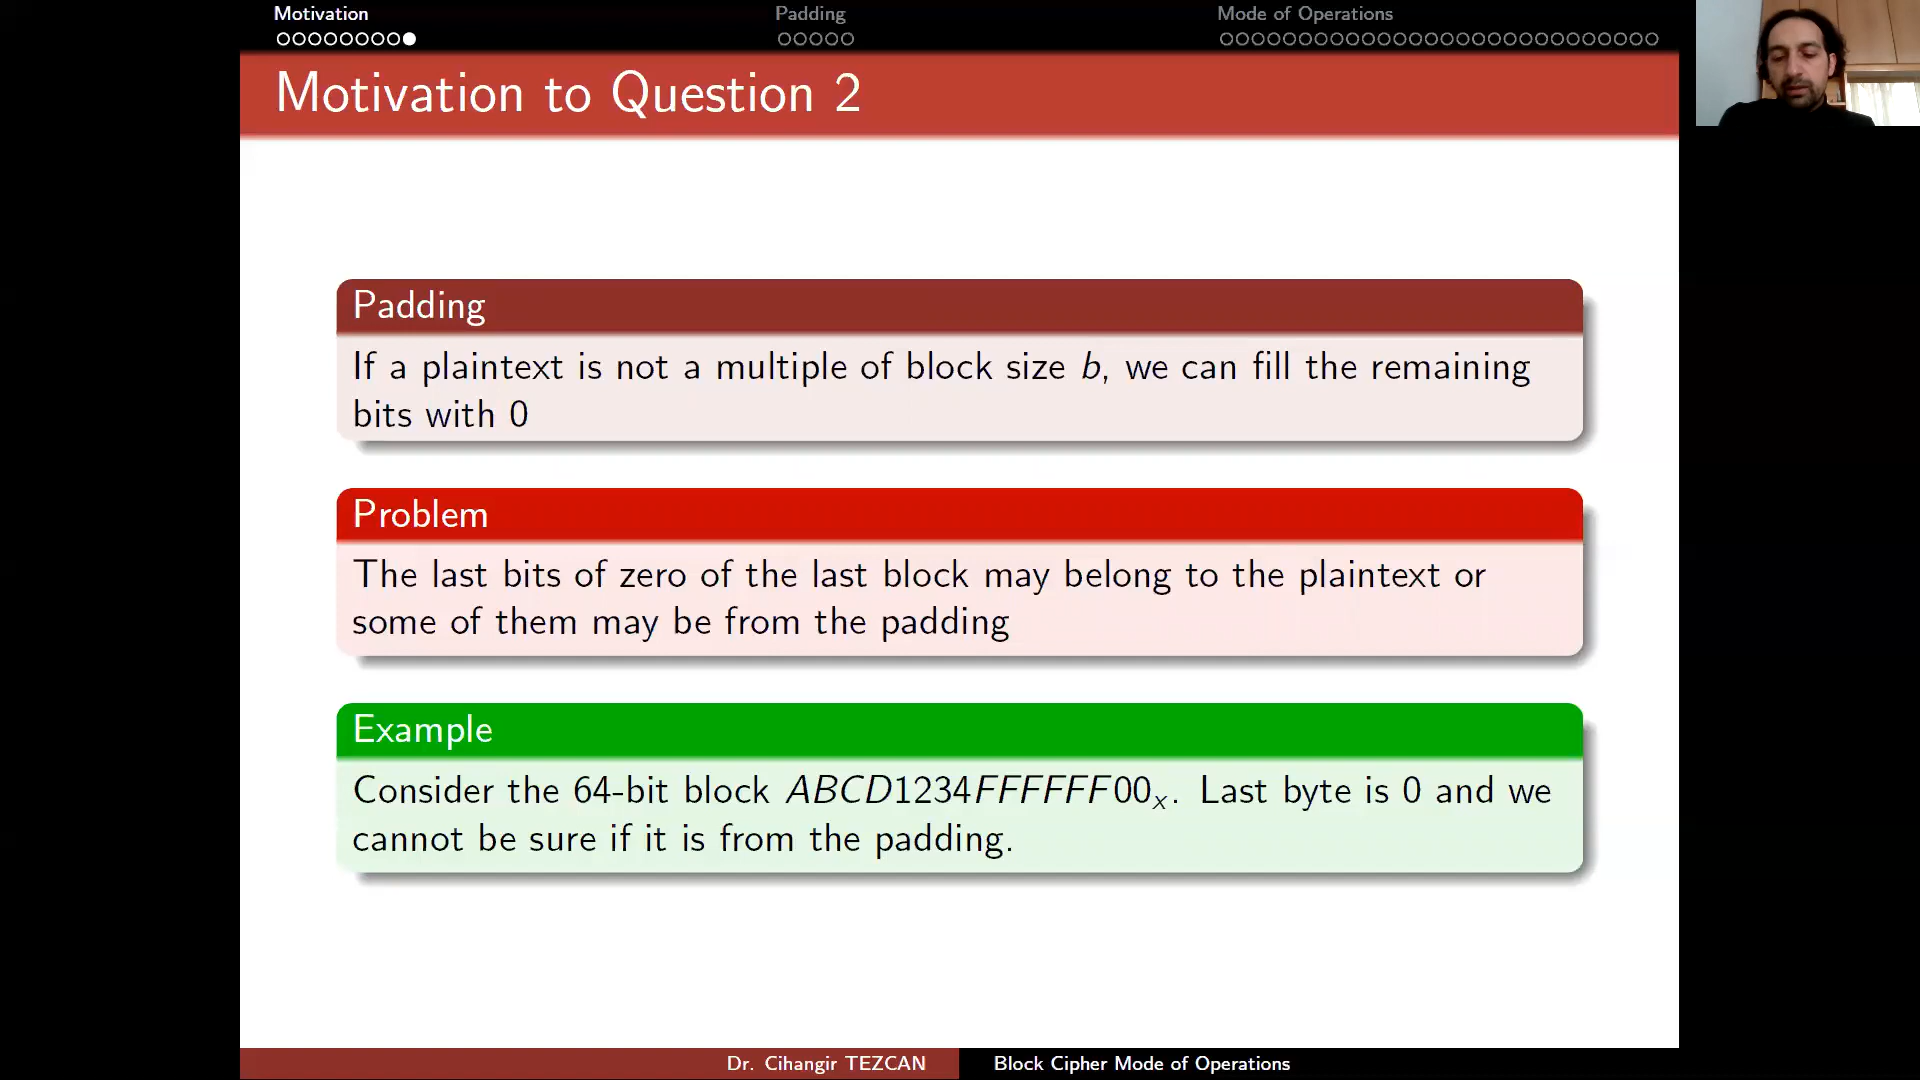 Motivation
Padding
Mode of Operations
Motivation to Question 2
Padding
If a plaintext is not a multiple of block size b, we can fill the remaining
bits with 0
Problem
The last bits of zero of the last block may belong to the plaintext or
some of them may be from the padding
Example
Consider the 64-bit block ABCD1234FFFFFF00ₓ. Last byte is 0 and we
cannot be sure if it is from the padding.
Dr. Cihangir TEZCAN
Block Cipher Mode of Operations